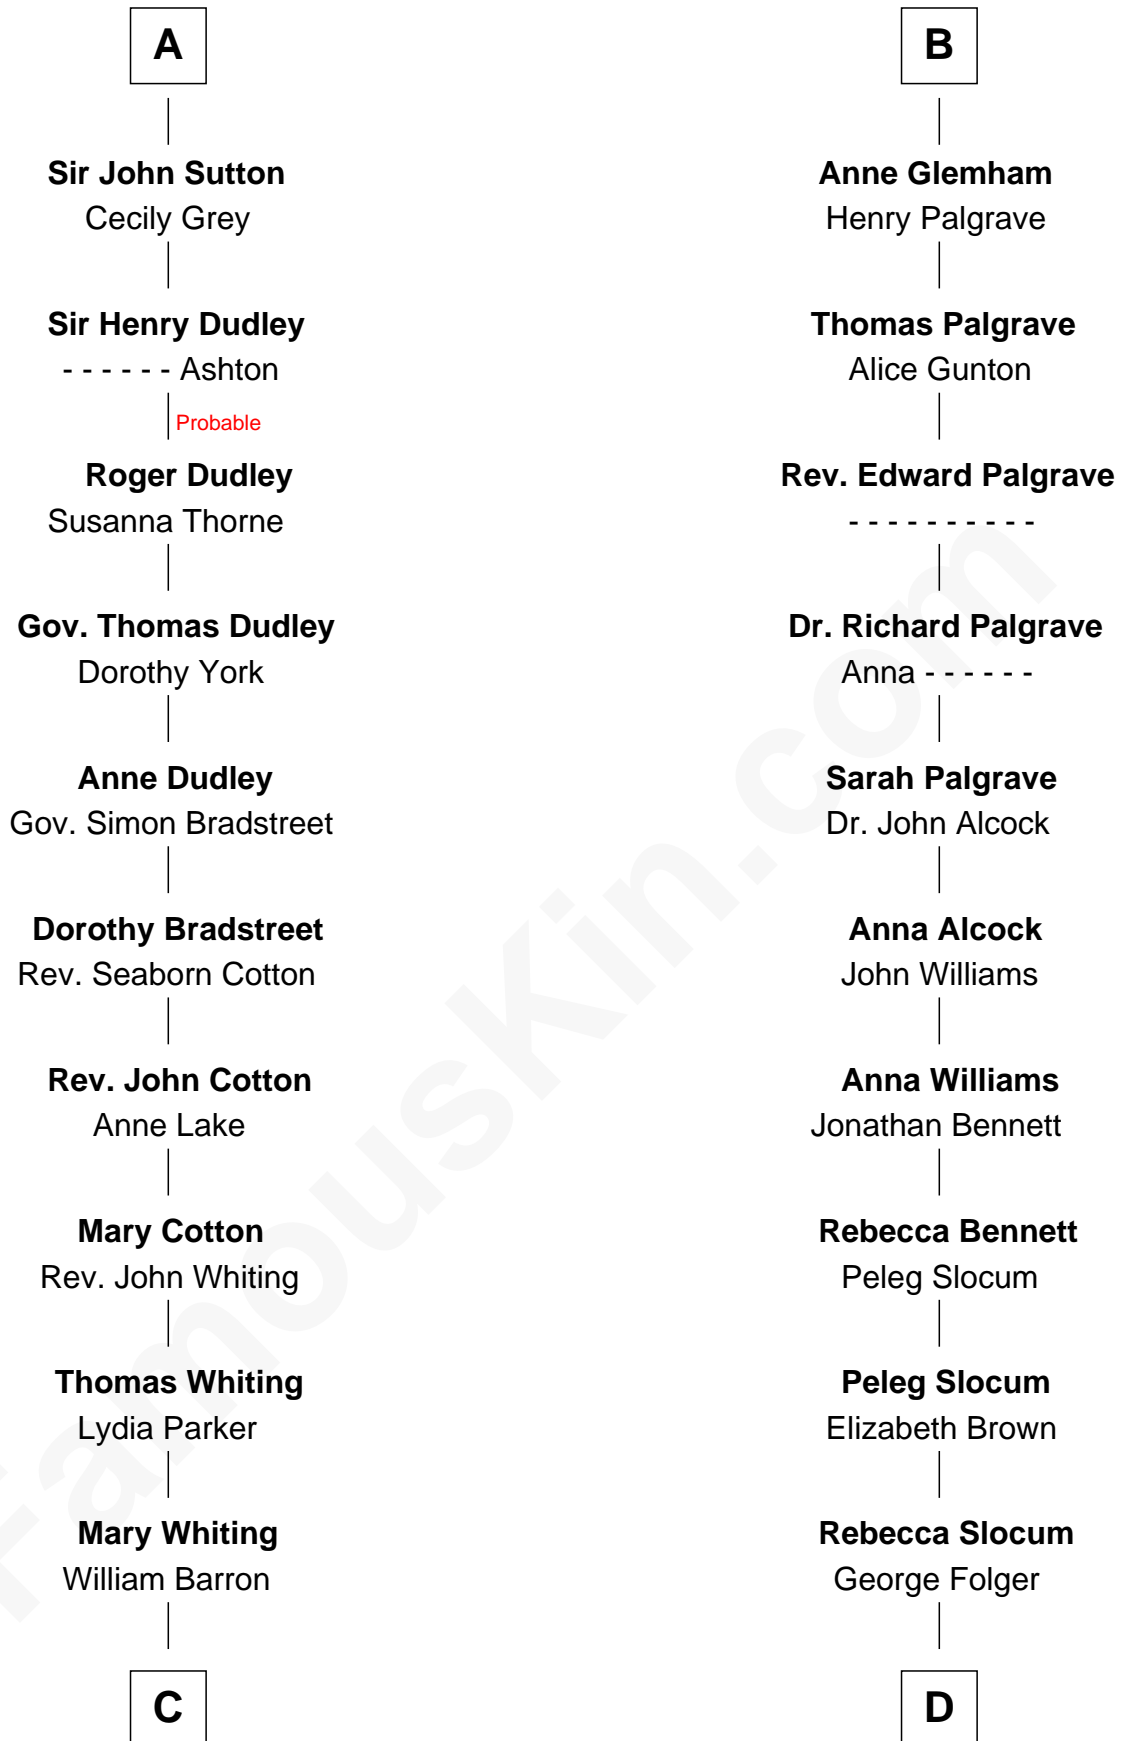 A
Sir John Sutton
Cecily Grey
Sir Henry Dudley
- - - - - - Ashton
Probable
Roger Dudley
Susanna Thorne
Gov. Thomas Dudley
Dorothy York
Anne Dudley
Gov. Simon Bradstreet
Dorothy Bradstreet
Rev. Seaborn Cotton
Rev. John Cotton
Anne Lake
Mary Cotton
Rev. John Whiting
Thomas Whiting
Lydia Parker
Mary Whiting
William Barron
C
B
Anne Glemham
Henry Palgrave
Thomas Palgrave
Alice Gunton
Rev. Edward Palgrave
- - - - - - - - - -
Dr. Richard Palgrave
Anna - - - - - -
Sarah Palgrave
Dr. John Alcock
Anna Alcock
John Williams
Anna Williams
Jonathan Bennett
Rebecca Bennett
Peleg Slocum
Peleg Slocum
Elizabeth Brown
Rebecca Slocum
George Folger
D
FamousKin.com